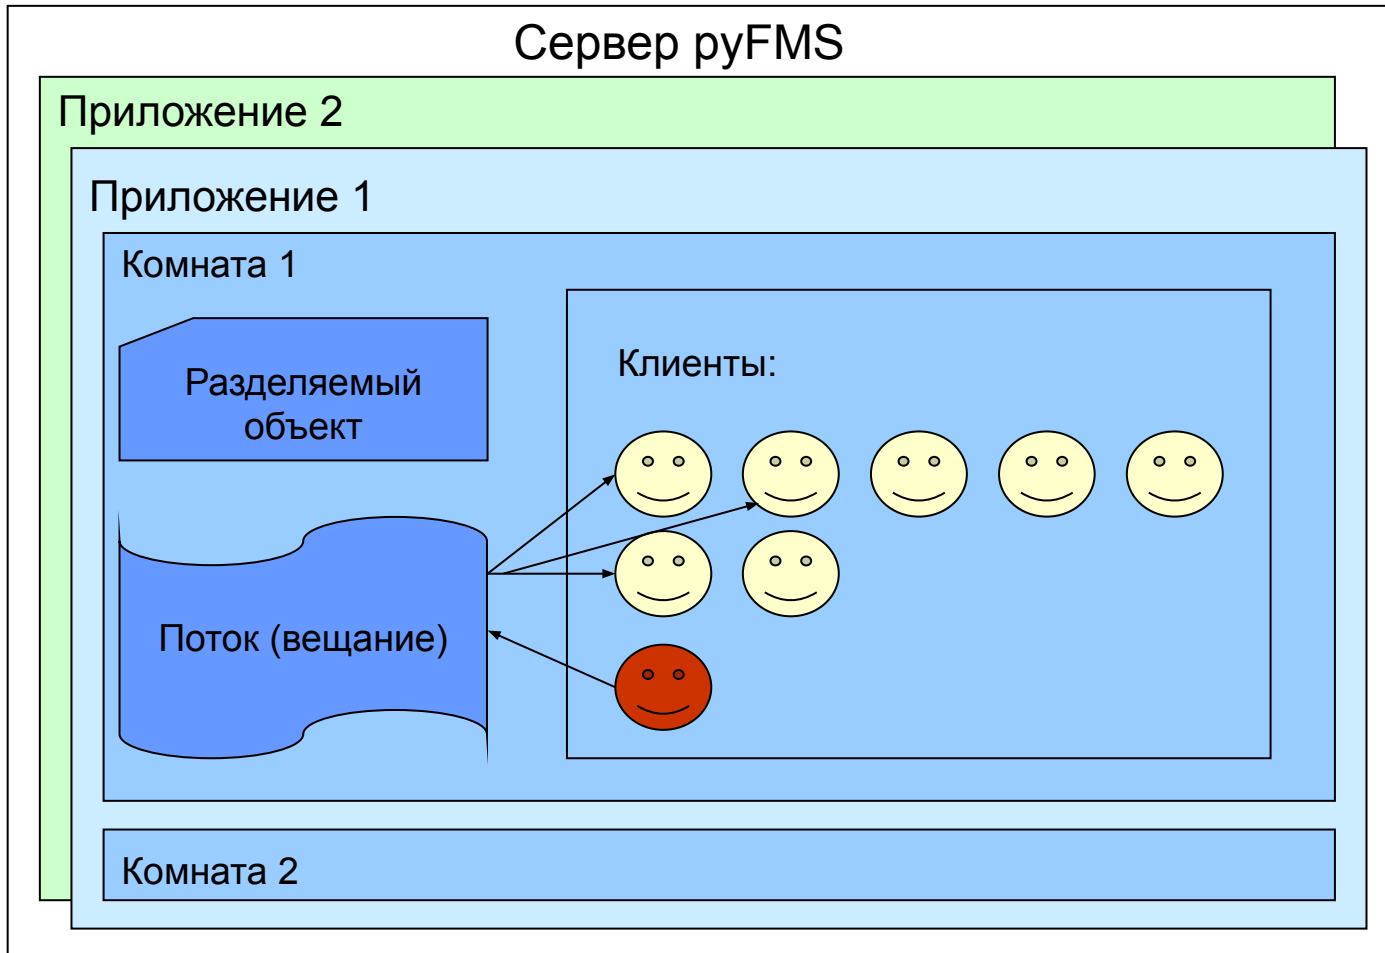 Сервер pyFMS
Приложение 2
Приложение 1
Комната 1
Разделяемый
объект
Клиенты:
Поток (вещание)
Комната 2